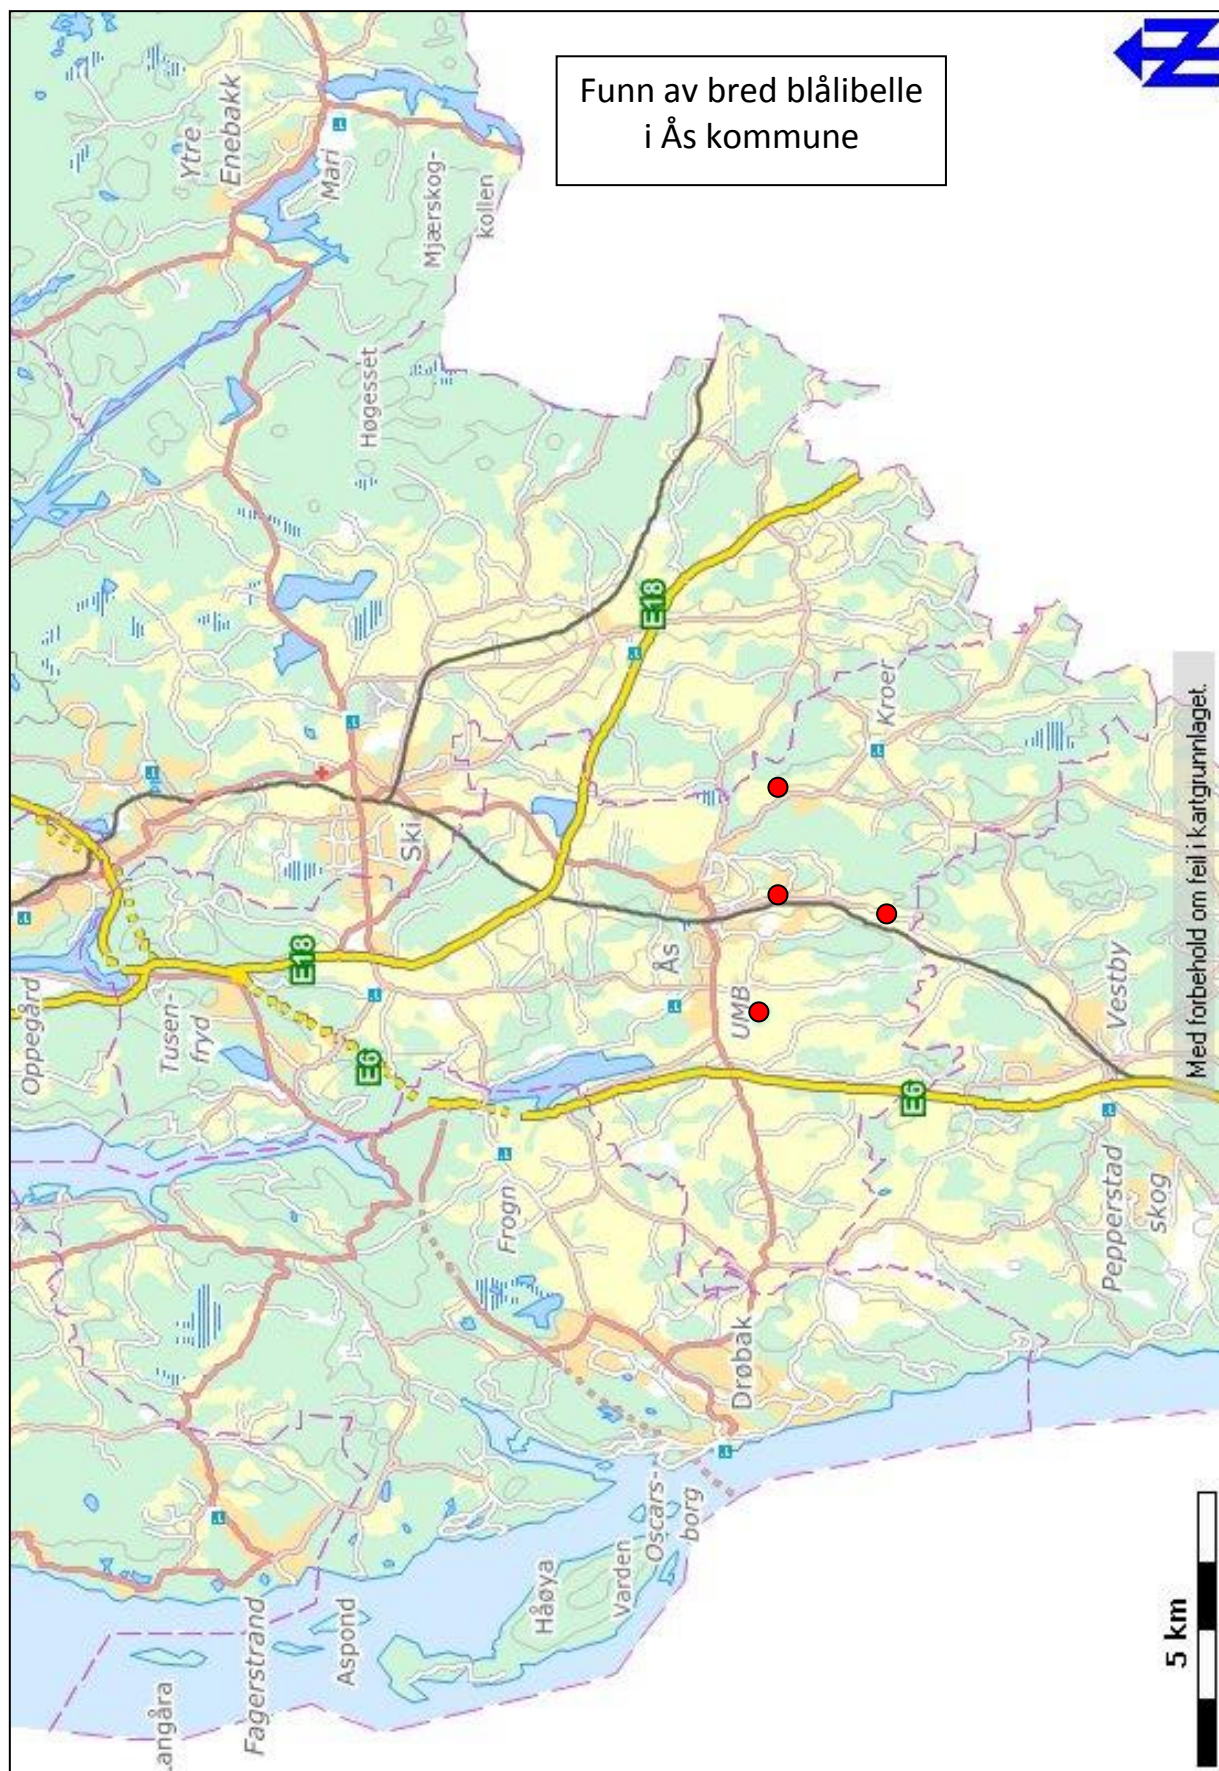 Funn av bred blålibelle
i Ås kommune
N
Ytre
Enebakk
Mari
Mjærskog-
kollen
Høgesset
Oppegård
Tusen-
fryd
E18
E6
Ski
E18
Ås
UMB
Kroer
Frogn
E6
Vestby
Pepperstad
skog
Drøbak
Oscars-
borg
Håøya
Varden
Aspond
Fagerstrand
angåra
Med forbehold om feil i kartgrunnlaget.
5 km